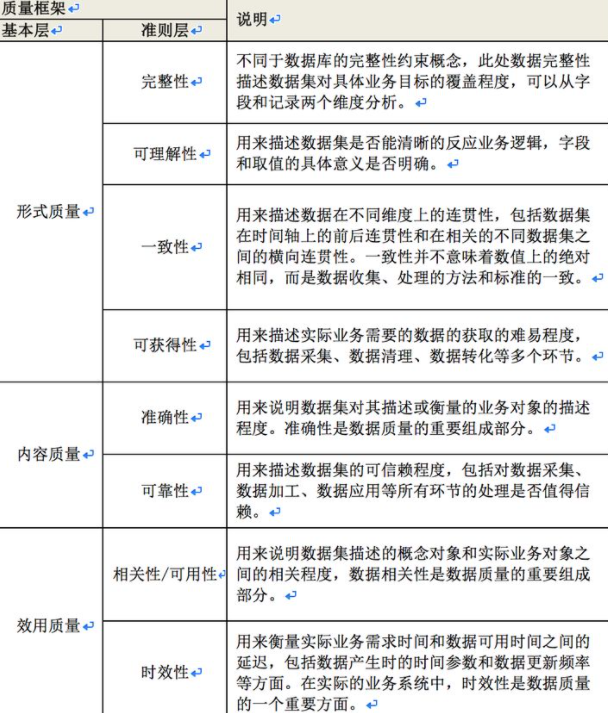 质量框架
说明
基本层
准则层
形式质量
完整性
不同于数据库的完整性约束概念，此处数据完整性
描述数据集对具体业务目标的覆盖程度，可以从字
段和记录两个维度分析。
可理解性
用来描述数据集是否能清晰的反应业务逻辑，字段
和取值的具体意义是否明确。
一致性
用来描述数据在不同维度上的连贯性，包括数据集
在时间轴上的前后连贯性和在相关的不同数据集之
间的横向连贯性。一致性并不意味着数值上的绝对
相同，而是数据收集、处理的方法和标准的一致。
可获得性
用来描述实际业务需要的数据的获取的难易程度，
包括数据采集、数据清理、数据转化等多个环节。
内容质量
准确性
用来说明数据集对其描述或衡量的业务对象的描述
程度。准确性是数据质量的重要组成部分。
可靠性
用来描述数据集的可信赖程度，包括对数据采集、
数据加工、数据应用等所有环节的处理是否值得信
赖。
效用质量
相关性/可用性
用来说明数据集描述的概念对象和实际业务对象之
间的相关程度，数据相关性是数据质量的重要组成
部分。
时效性
用来衡量实际业务需求时间和数据可用时间之间的
延迟，包括数据产生时的时间参数和数据更新频率
等方面。在实际的业务系统中，时效性是数据质量
的一个重要方面。